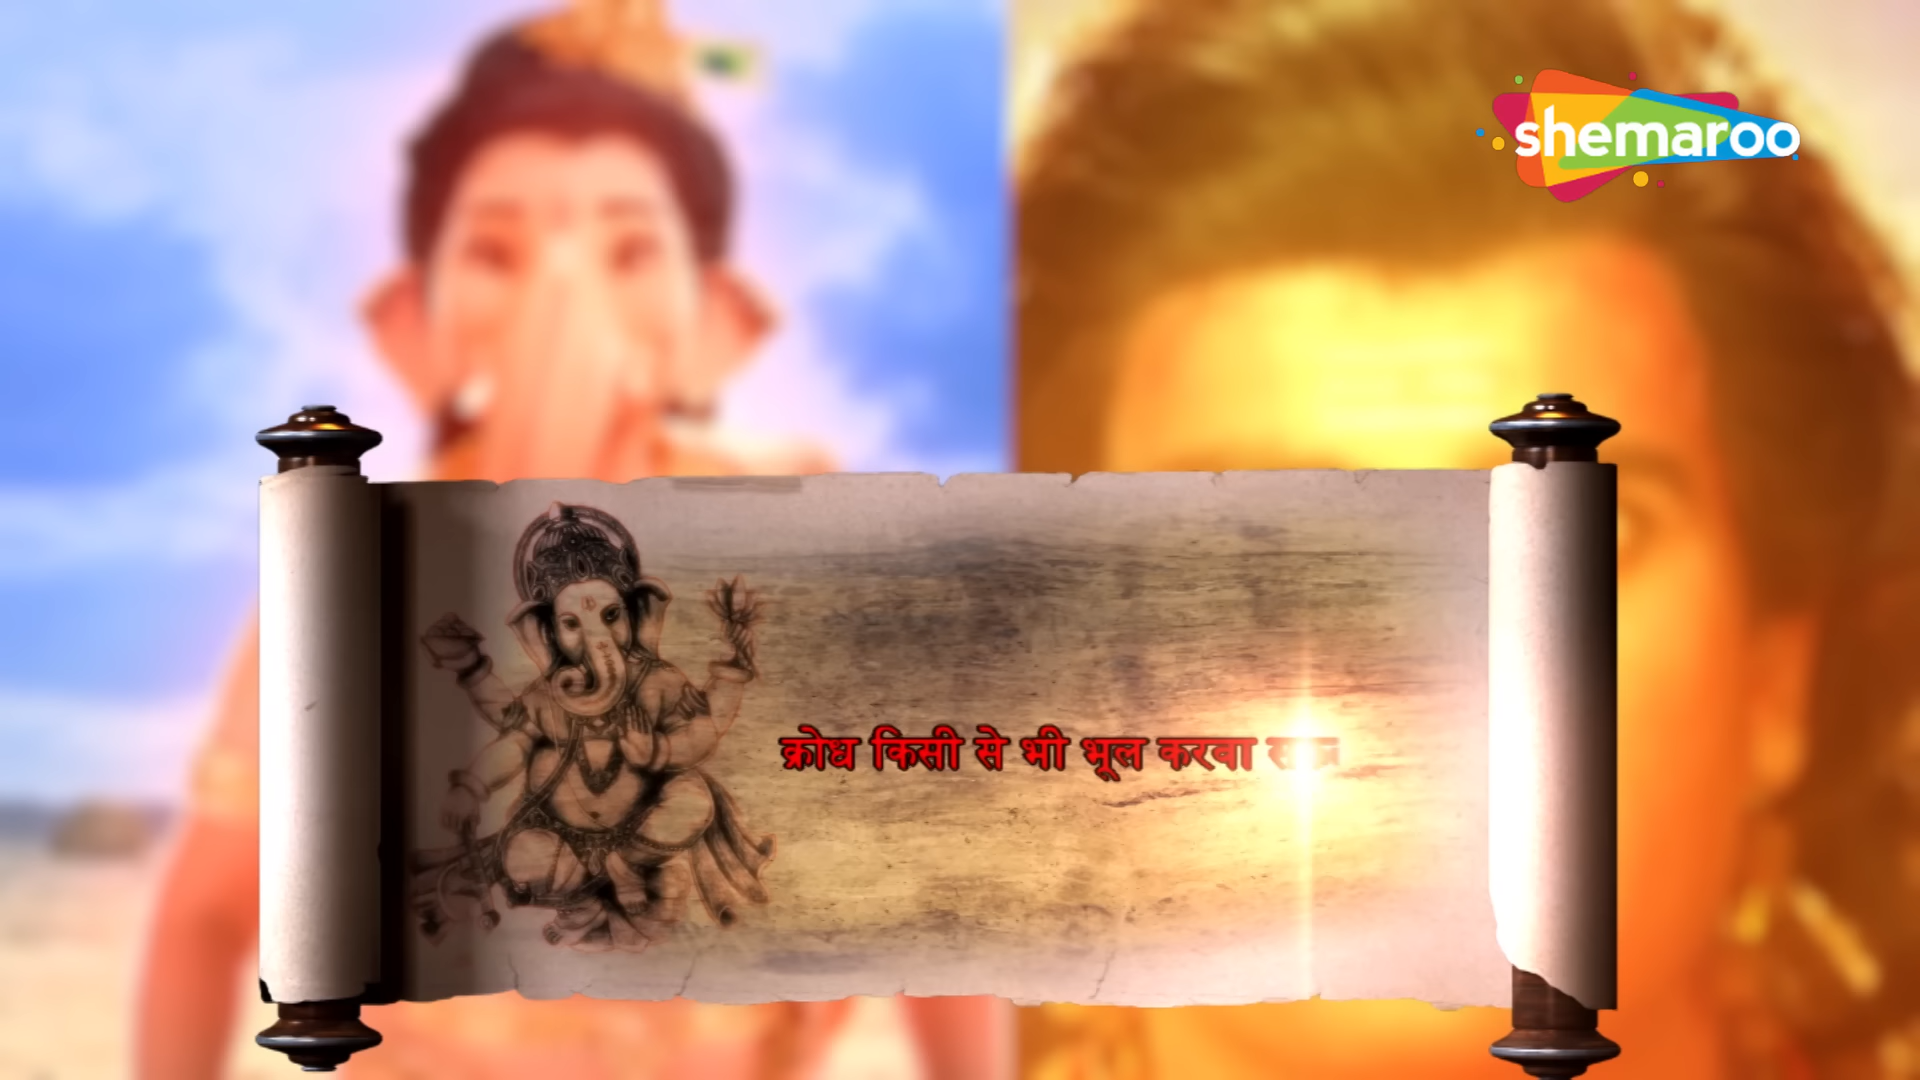 shemaroo
क्रोध किसी से भी भूल करवा